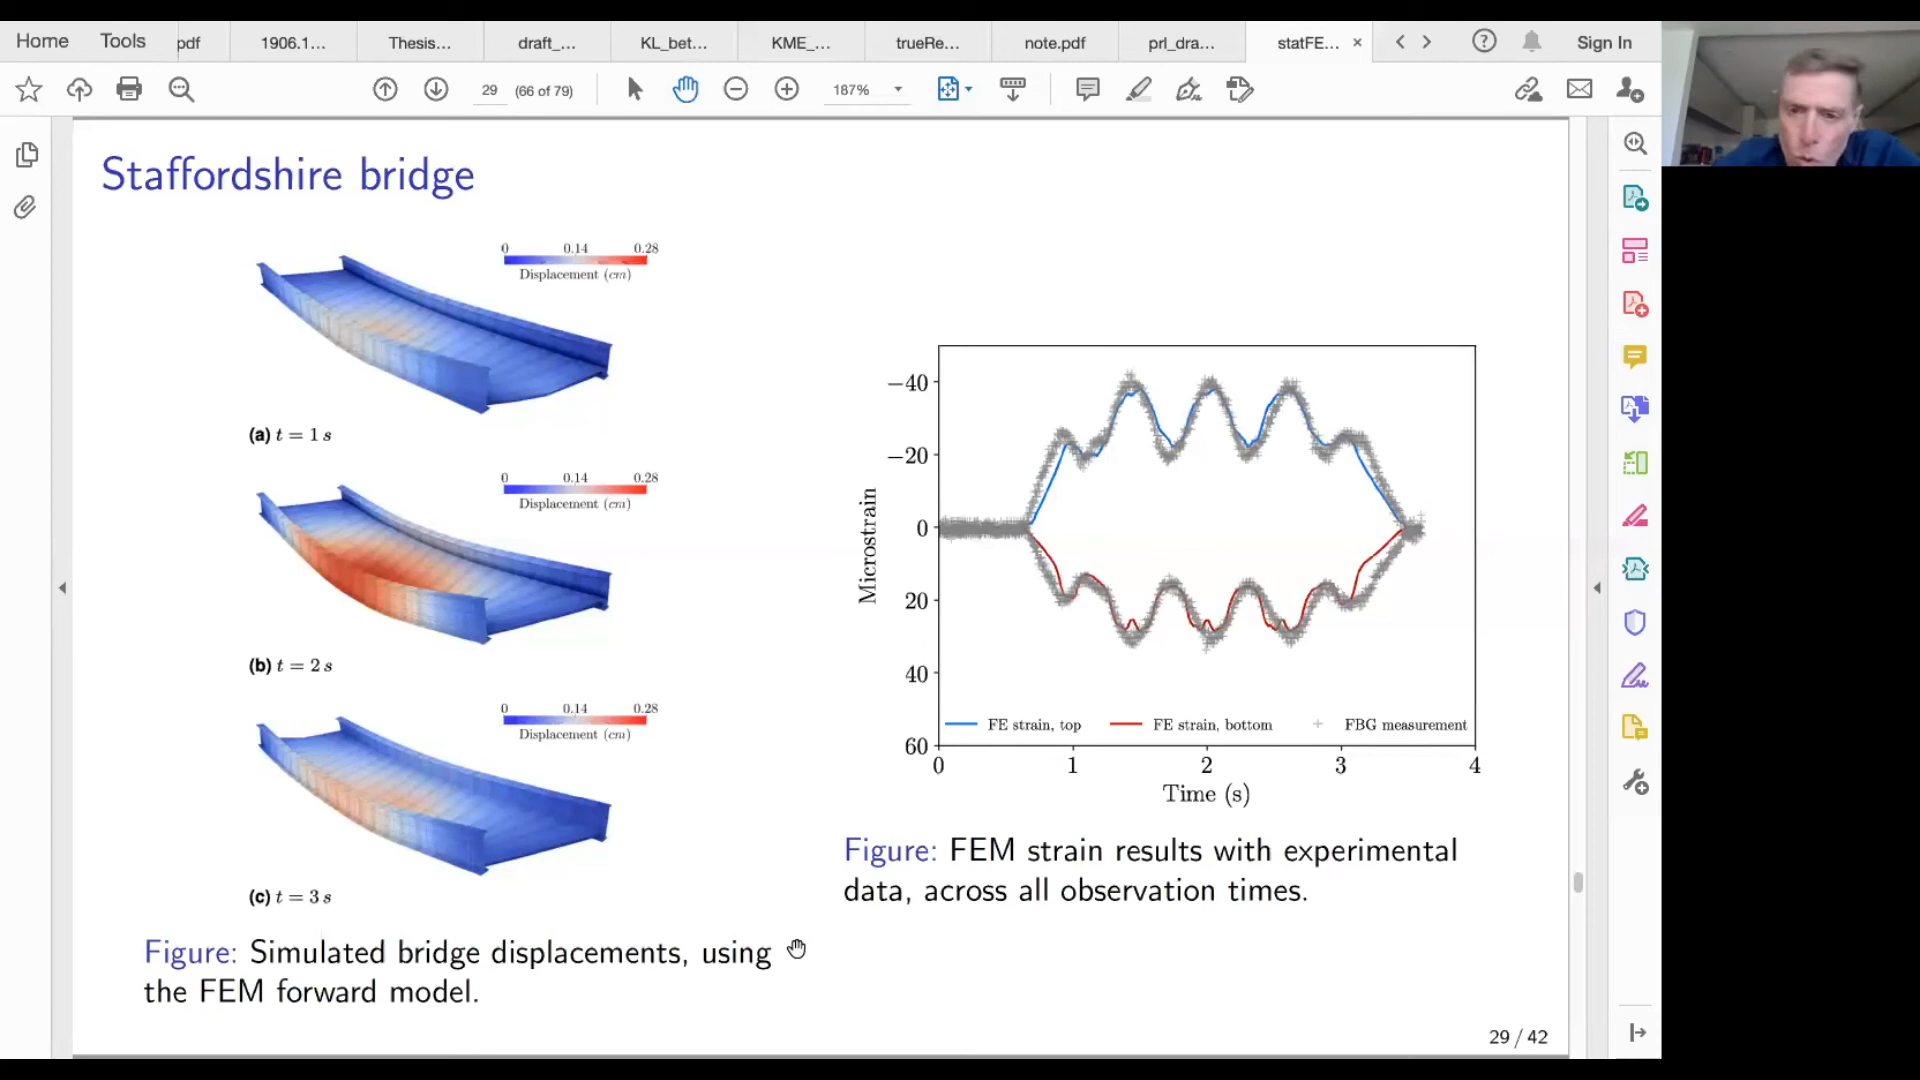 Home Tools pdf 1906.1... Thesis... draft_... KL_bet... KME_... trueRe... note.pdf prl_dra... statFE... × Sign In
29 (66 of 79) 187%
Staffordshire bridge
0 0.14 0.28
Displacement (cm)
(a) t = 1 s
0 0.14 0.28
Displacement (cm)
(b) t = 2 s
0 0.14 0.28
Displacement (cm)
(c) t = 3 s
Figure: Simulated bridge displacements, using
the FEM forward model.
−40
−20
0
20
40
60
Microstrain
FE strain, top FE strain, bottom FBG measurement
0 1 2 3 4
Time (s)
Figure: FEM strain results with experimental
data, across all observation times.
29 / 42